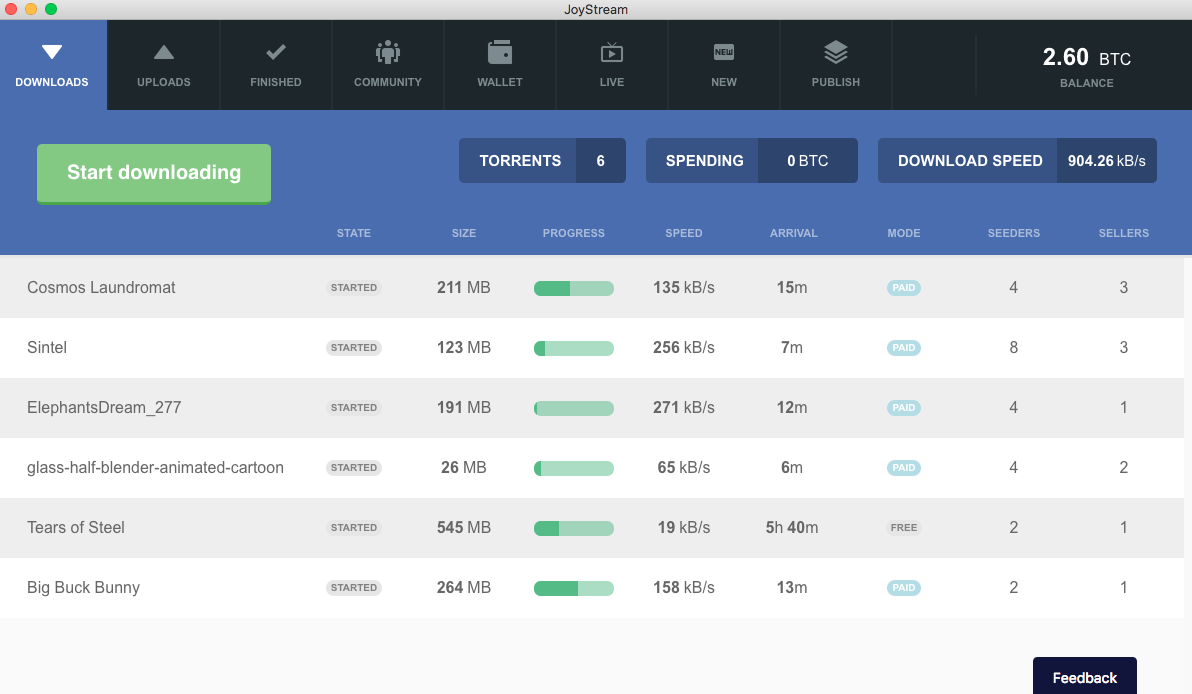 JoyStream
DOWNLOADS
UPLOADS
FINISHED
COMMUNITY
WALLET
LIVE
NEW
NEW
PUBLISH
2.60 BTC
BALANCE
Start downloading
TORRENTS 6
SPENDING 0 BTC
DOWNLOAD SPEED 904.26 kB/s
STATE SIZE PROGRESS SPEED ARRIVAL MODE SEEDERS SELLERS
Cosmos Laundromat STARTED 211 MB 135 kB/s 15m PAID 4 3
Sintel STARTED 123 MB 256 kB/s 7m PAID 8 3
ElephantsDream_277 STARTED 191 MB 271 kB/s 12m PAID 4 1
glass-half-blender-animated-cartoon STARTED 26 MB 65 kB/s 6m PAID 4 2
Tears of Steel STARTED 545 MB 19 kB/s 5h 40m FREE 2 1
Big Buck Bunny STARTED 264 MB 158 kB/s 13m PAID 2 1
Feedback